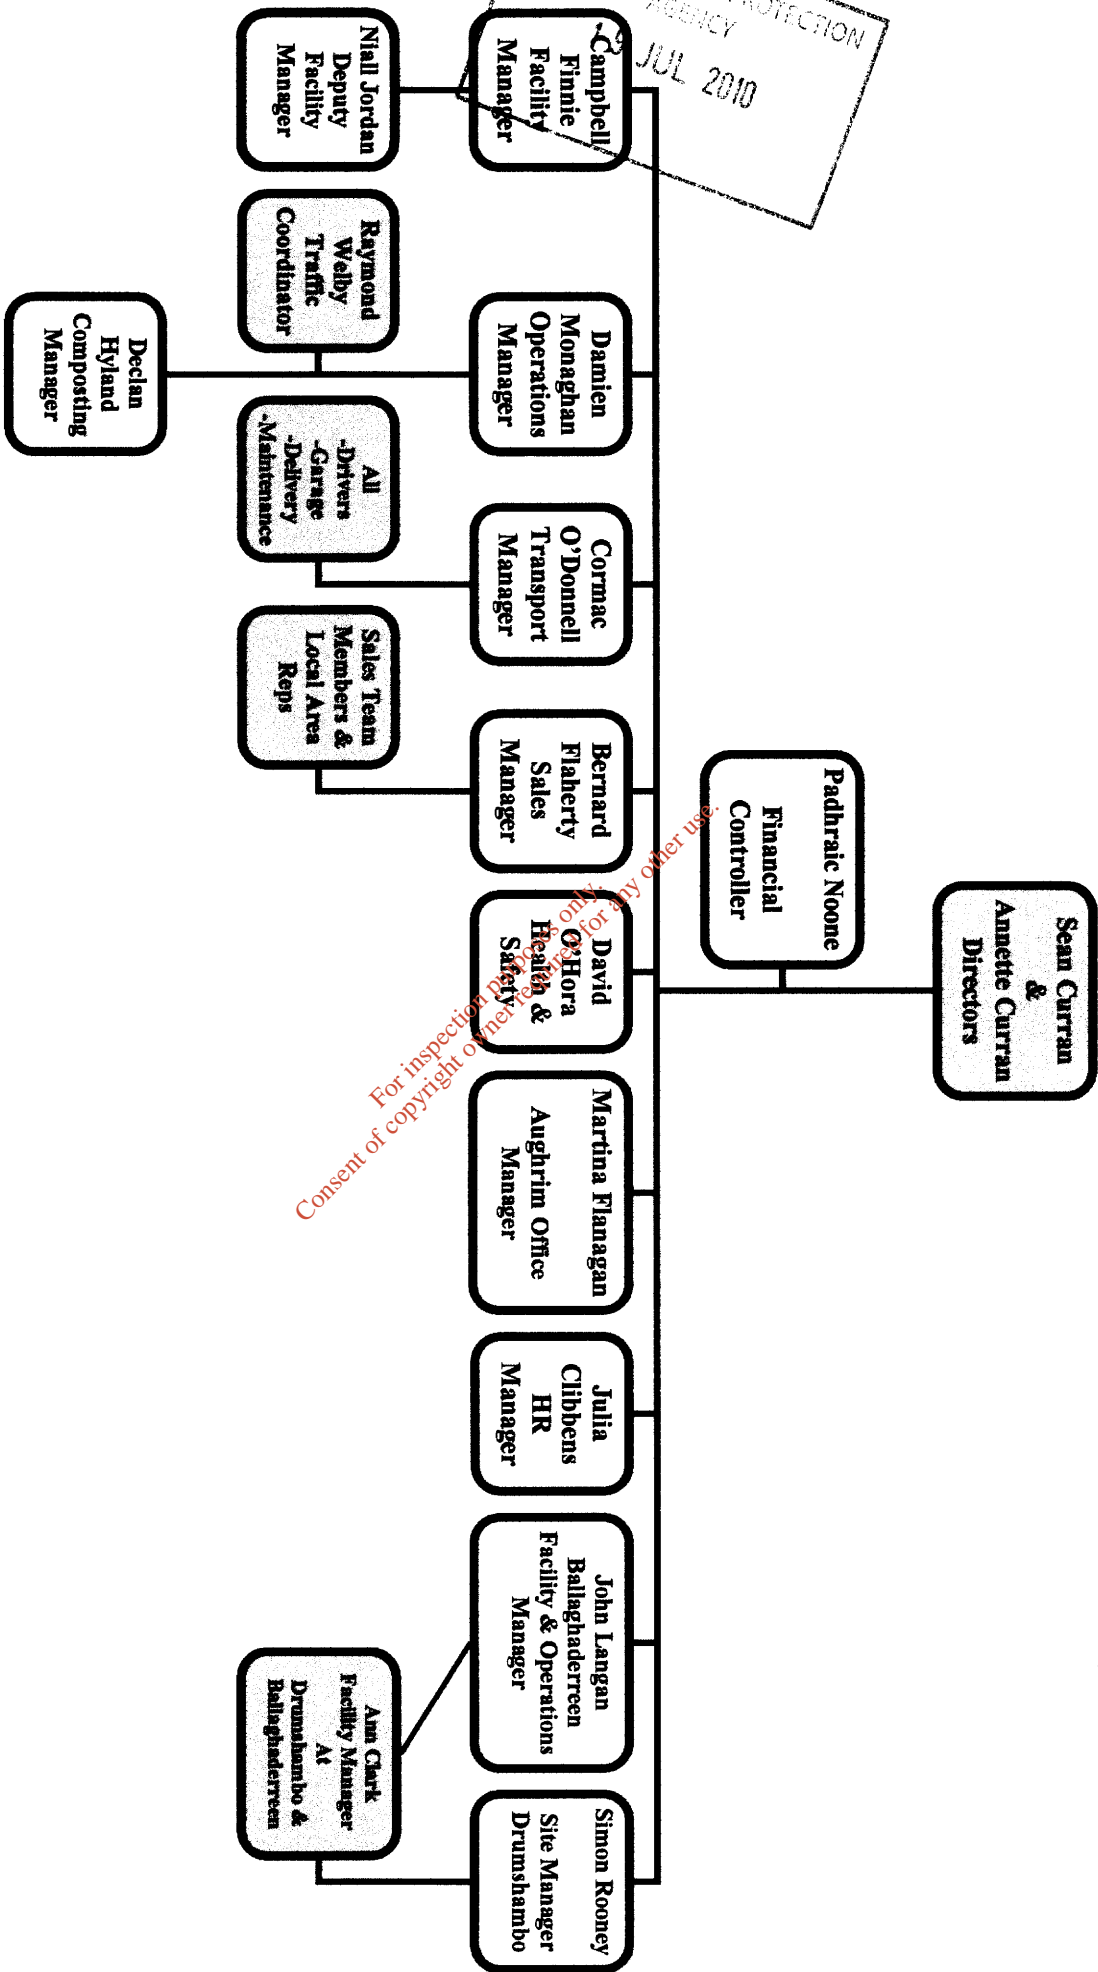 Sean Curran
&
Annette Curran
Directors
Padhraic Noone
Financial
Controller
Campbell
Finnie
Facility
Manager
Damien
Monaghan
Operations
Manager
Cormac
O'Donnell
Transport
Manager
Bernard
Flaherty
Sales
Manager
David
O'Hora
Health &
Safety
Martina Flanagan
Aughrim Office
Manager
Julia
Clibbens
HR
Manager
John Langan
Ballaghaderreen
Facility & Operations
Manager
Simon Rooney
Site Manager
Drumshambo
Niall Jordan
Deputy
Facility
Manager
Raymond
Welby
Traffic
Coordinator
All
-Drivers
-Garage
-Delivery
-Maintenance
Sales Team
Members &
Local Area
Reps
Ann Clark
Facility Manager
At
Drumshambo &
Ballaghaderreen
Declan
Hyland
Composting
Manager
PROTECTION
AGENCY
JUL 2010
For inspection purposes only.
Consent of copyright owner required for any other use.